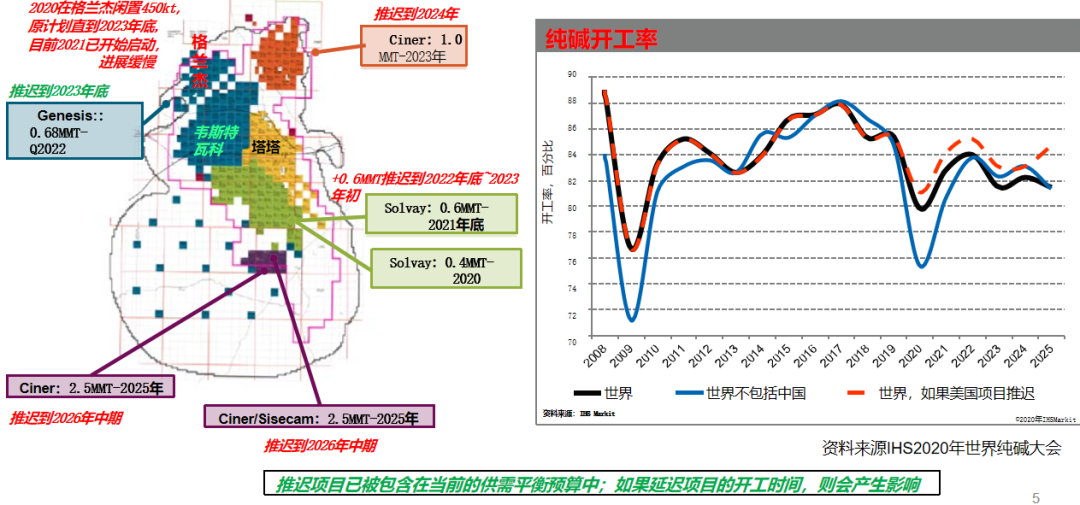 2020在格兰杰闲置450kt,
原计划直到2023年底,
目前2021已开始启动,
进展缓慢
格
兰
杰
推迟到2024年
Ciner: 1.0
MMT-2023年
推迟到2023年底
Genesis::
0.68MMT-
Q2022
韦斯特
瓦科
塔塔
+0.6MMT推迟到2022年底~2023
年初
Solvay: 0.6MMT-
2021年底
Solvay: 0.4MMT-
2020
Ciner: 2.5MMT-2025年
推迟到2026年中期
Ciner/Sisecam: 2.5MMT-2025年
推迟到2026年中期
纯碱开工率
开工率, 百分比
90
88
86
84
82
80
78
76
74
72
70
2008 2009 2010 2011 2012 2013 2014 2015 2016 2017 2018 2019 2020 2021 2022 2023 2024 2025
世界 世界不包括中国 世界, 如果美国项目推迟
资料来源: IHS Markit
©2020年IHSMarkit
资料来源IHS2020年世界纯碱大会
推迟项目已被包含在当前的供需平衡预算中; 如果延迟项目的开工时间, 则会产生影响
5